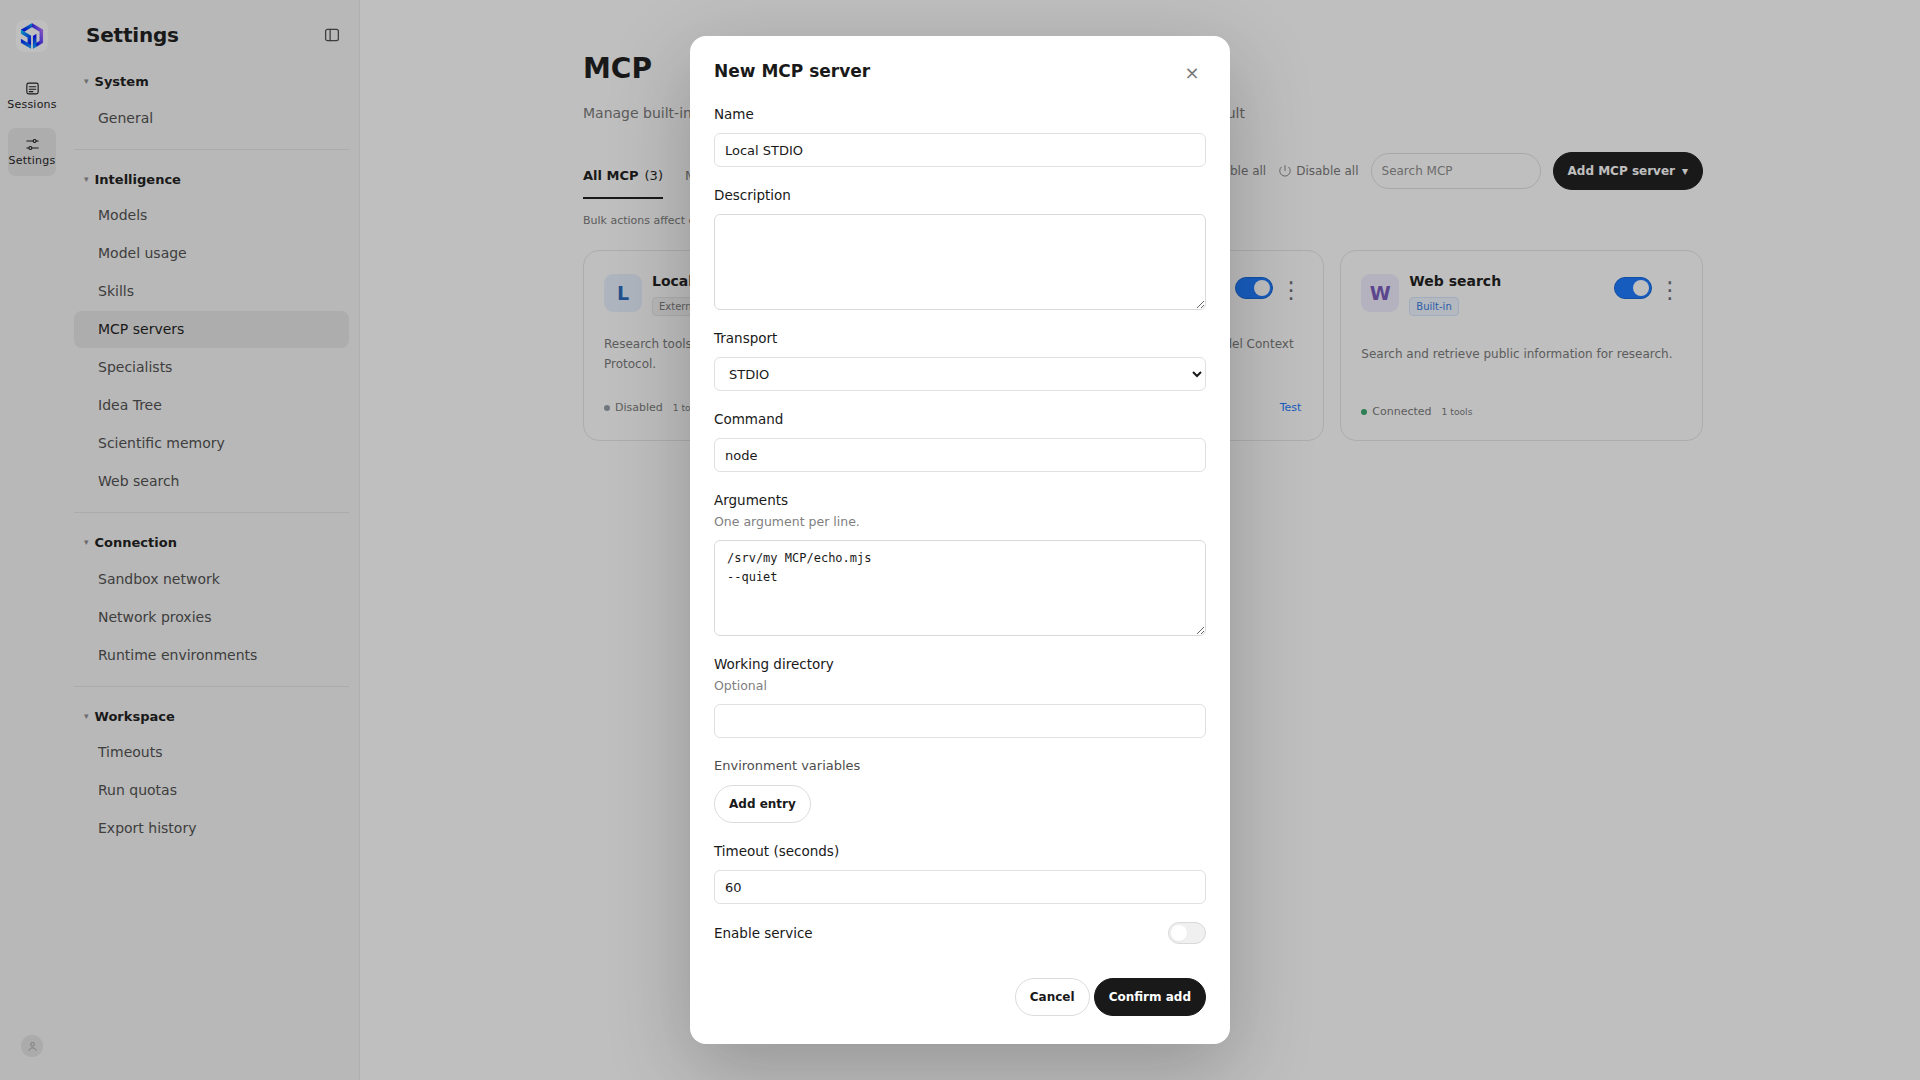 Settings
Sessions
Settings
System
General
Intelligence
Models
Model usage
Skills
MCP servers
Specialists
Idea Tree
Scientific memory
Web search
Connection
Sandbox network
Network proxies
Runtime environments
Workspace
Timeouts
Run quotas
Export history
MCP
Manage built-in
All MCP (3)
Disable all
Search MCP
Add MCP server
Bulk actions affect
L
Local
Research tools
Protocol.
Disabled
Context
Test
W
Web search
Built-in
Search and retrieve public information for research.
Connected 1 tools
New MCP server
Name
Local STDIO
Description
Transport
STDIO
Command
node
Arguments
One argument per line.
/srv/my MCP/echo.mjs
--quiet
Working directory
Optional
Environment variables
Add entry
Timeout (seconds)
60
Enable service
Cancel Confirm add